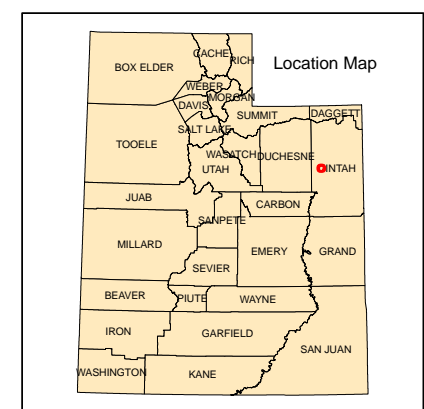 Location Map
CACHE
RICH
BOX ELDER
WEBER
MORGAN
DAVIS
SUMMIT
DAGGETT
SALT LAKE
TOOELE
WASATCH
DUCHESNE
UINTAH
UTAH
JUAB
CARBON
SANPETE
MILLARD
EMERY
GRAND
SEVIER
BEAVER
PIUTE
WAYNE
IRON
GARFIELD
SAN JUAN
WASHINGTON
KANE